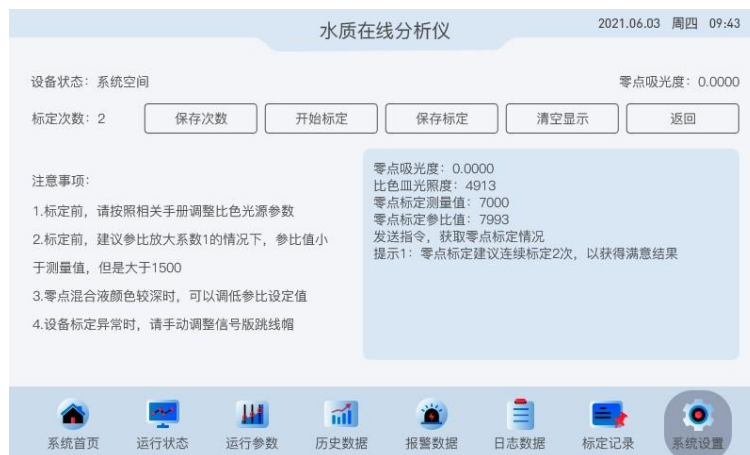 水质在线分析仪
2021.06.03 周四 09:43
设备状态：系统空间
零点吸光度：0.0000
标定次数：2
保存次数
开始标定
保存标定
清空显示
返回
注意事项：
1.标定前，请按照相关手册调整比色光源参数
2.标定前，建议参比放大系数1的情况下，参比值小
于测量值，但是大于1500
3.零点混合液颜色较深时，可以调低参比设定值
4.设备标定异常时，请手动调整信号版跳线帽
零点吸光度：0.0000
比色皿光照度：4913
零点标定测量值：7000
零点标定参比值：7993
发送指令，获取零点标定情况
提示1：零点标定建议连续标定2次，以获得满意结果
系统首页
运行状态
运行参数
历史数据
报警数据
日志数据
标定记录
系统设置